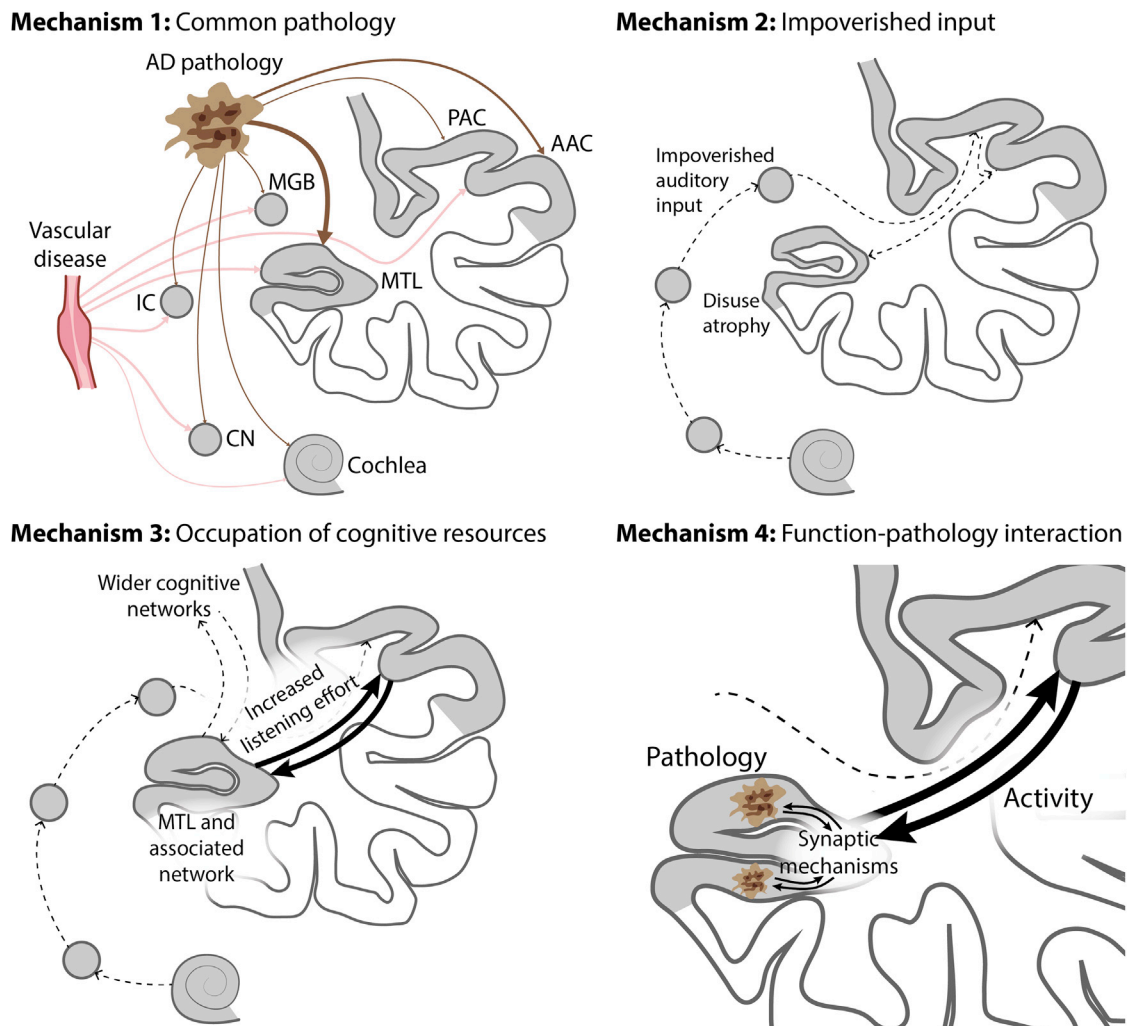 Mechanism 1: Common pathology
AD pathology
PAC
AAC
MGB
Vascular
disease
IC
MTL
CN
Cochlea
Mechanism 2: Impoverished input
Impoverished
auditory
input
Disuse
atrophy
Mechanism 3: Occupation of cognitive resources
Wider cognitive
networks
Increased
listening effort
MTL and
associated
network
Mechanism 4: Function-pathology interaction
Pathology
Activity
Synaptic
mechanisms